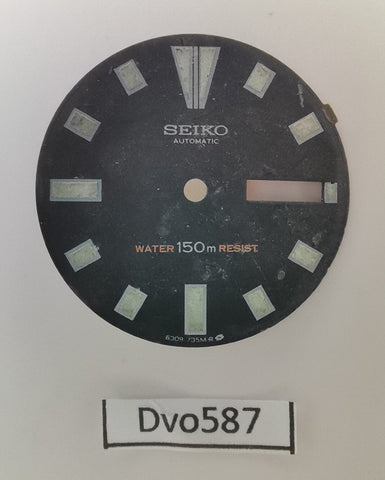 SEIKO
AUTOMATIC
WATER 150m RESIST
6309 735M-R
Dvo587